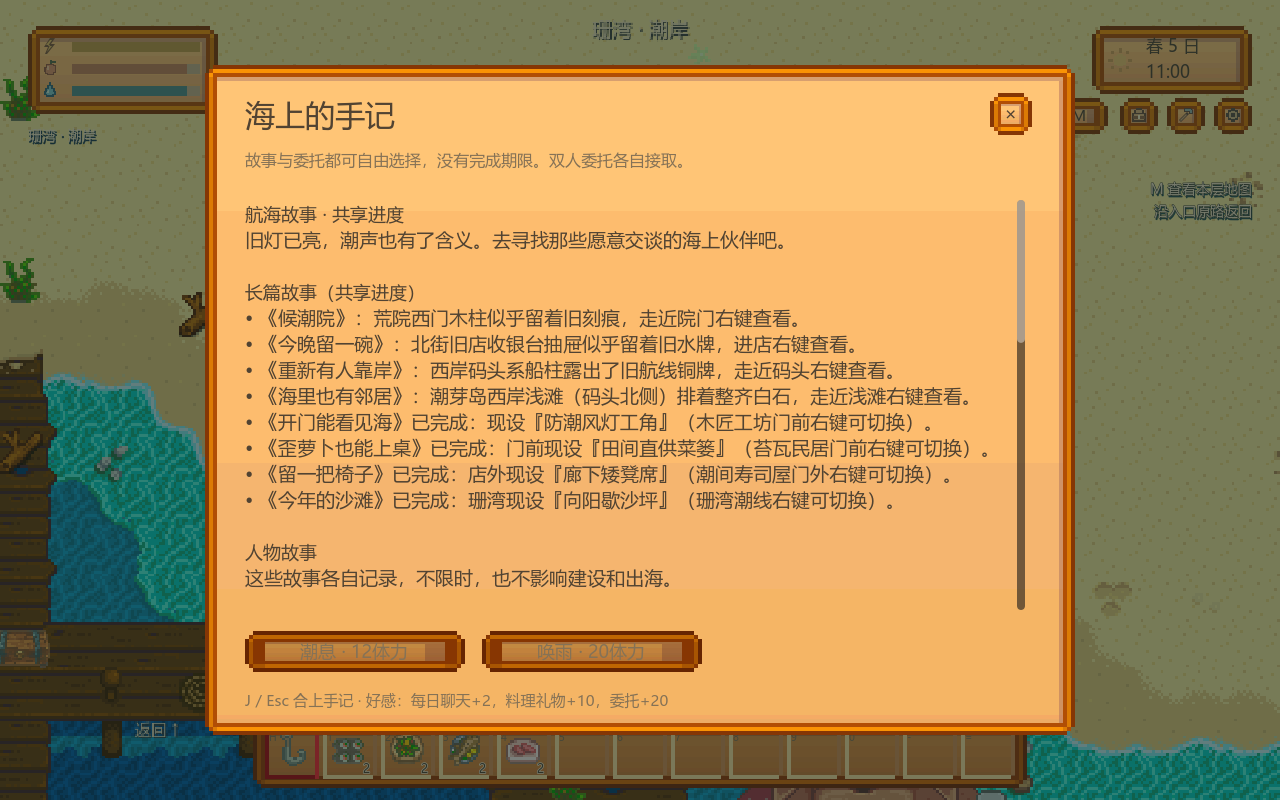 珊湾 · 潮岸
春 5 日
11:00
珊湾 · 潮岸
M
M 查看本层地图
沿入口原路返回
海上的手记
×
故事与委托都可自由选择，没有完成期限。双人委托各自接取。
航海故事 · 共享进度
旧灯已亮，潮声也有了含义。去寻找那些愿意交谈的海上伙伴吧。
长篇故事（共享进度）
• 《候潮院》：荒院西门木柱似乎留着旧刻痕，走近院门右键查看。
• 《今晚留一碗》：北街旧店收银台抽屉似乎留着旧水牌，进店右键查看。
• 《重新有人靠岸》：西岸码头系船柱露出了旧航线铜牌，走近码头右键查看。
• 《海里也有邻居》：潮芽岛西岸浅滩（码头北侧）排着整齐白石，走近浅滩右键查看。
• 《开门能看见海》已完成：现设『防潮风灯工角』（木匠工坊门前右键可切换）。
• 《歪萝卜也能上桌》已完成：门前现设『田间直供菜篓』（苔瓦民居门前右键可切换）。
• 《留一把椅子》已完成：店外现设『廊下矮凳席』（潮间寿司屋门外右键可切换）。
• 《今年的沙滩》已完成：珊湾现设『向阳歇沙坪』（珊湾潮线右键可切换）。
人物故事
这些故事各自记录，不限时，也不影响建设和出海。
潮息 · 12体力
唤雨 · 20体力
J / Esc 合上手记 · 好感：每日聊天+2，料理礼物+10，委托+20
返回 ↑
2
2
2
2